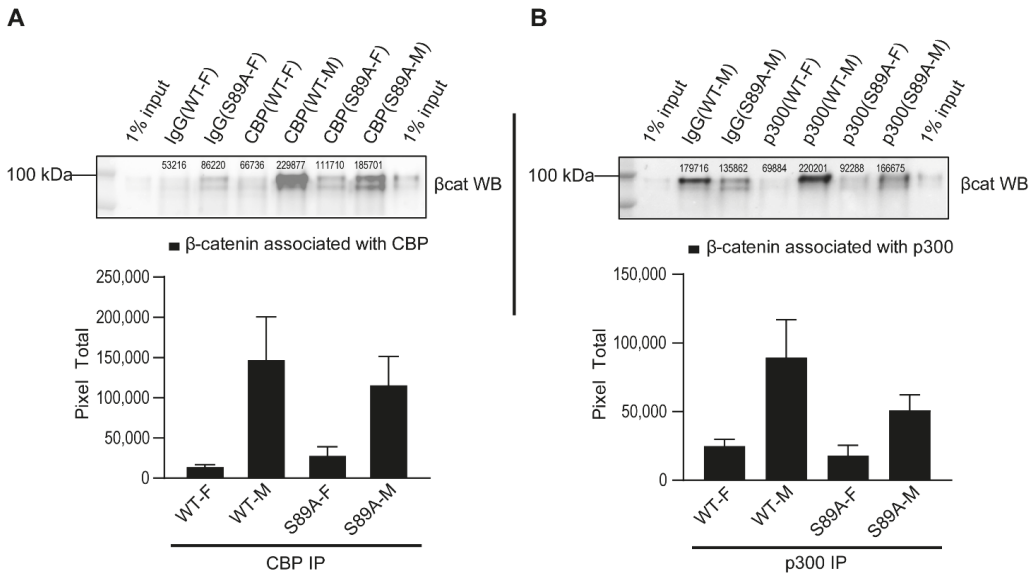 A
1% input
IgG(WT-F)
IgG(S89A-F)
CBP(WT-F)
CBP(WT-M)
CBP(S89A-F)
CBP(S89A-M)
1% input
53216 86220 66736 229877 111710 185701
100 kDa
βcat WB
β-catenin associated with CBP
250,000
200,000
150,000
100,000
50,000
0
Pixel Total
WT-F
WT-M
S89A-F
S89A-M
CBP IP
B
1% input
IgG(WT-M)
IgG(S89A-M)
p300(WT-F)
p300(WT-M)
p300(S89A-F)
p300(S89A-M)
1% input
179716 135862 69884 220201 92288 166675
100 kDa
βcat WB
β-catenin associated with p300
150,000
100,000
50,000
0
Pixel Total
WT-F
WT-M
S89A-F
S89A-M
p300 IP